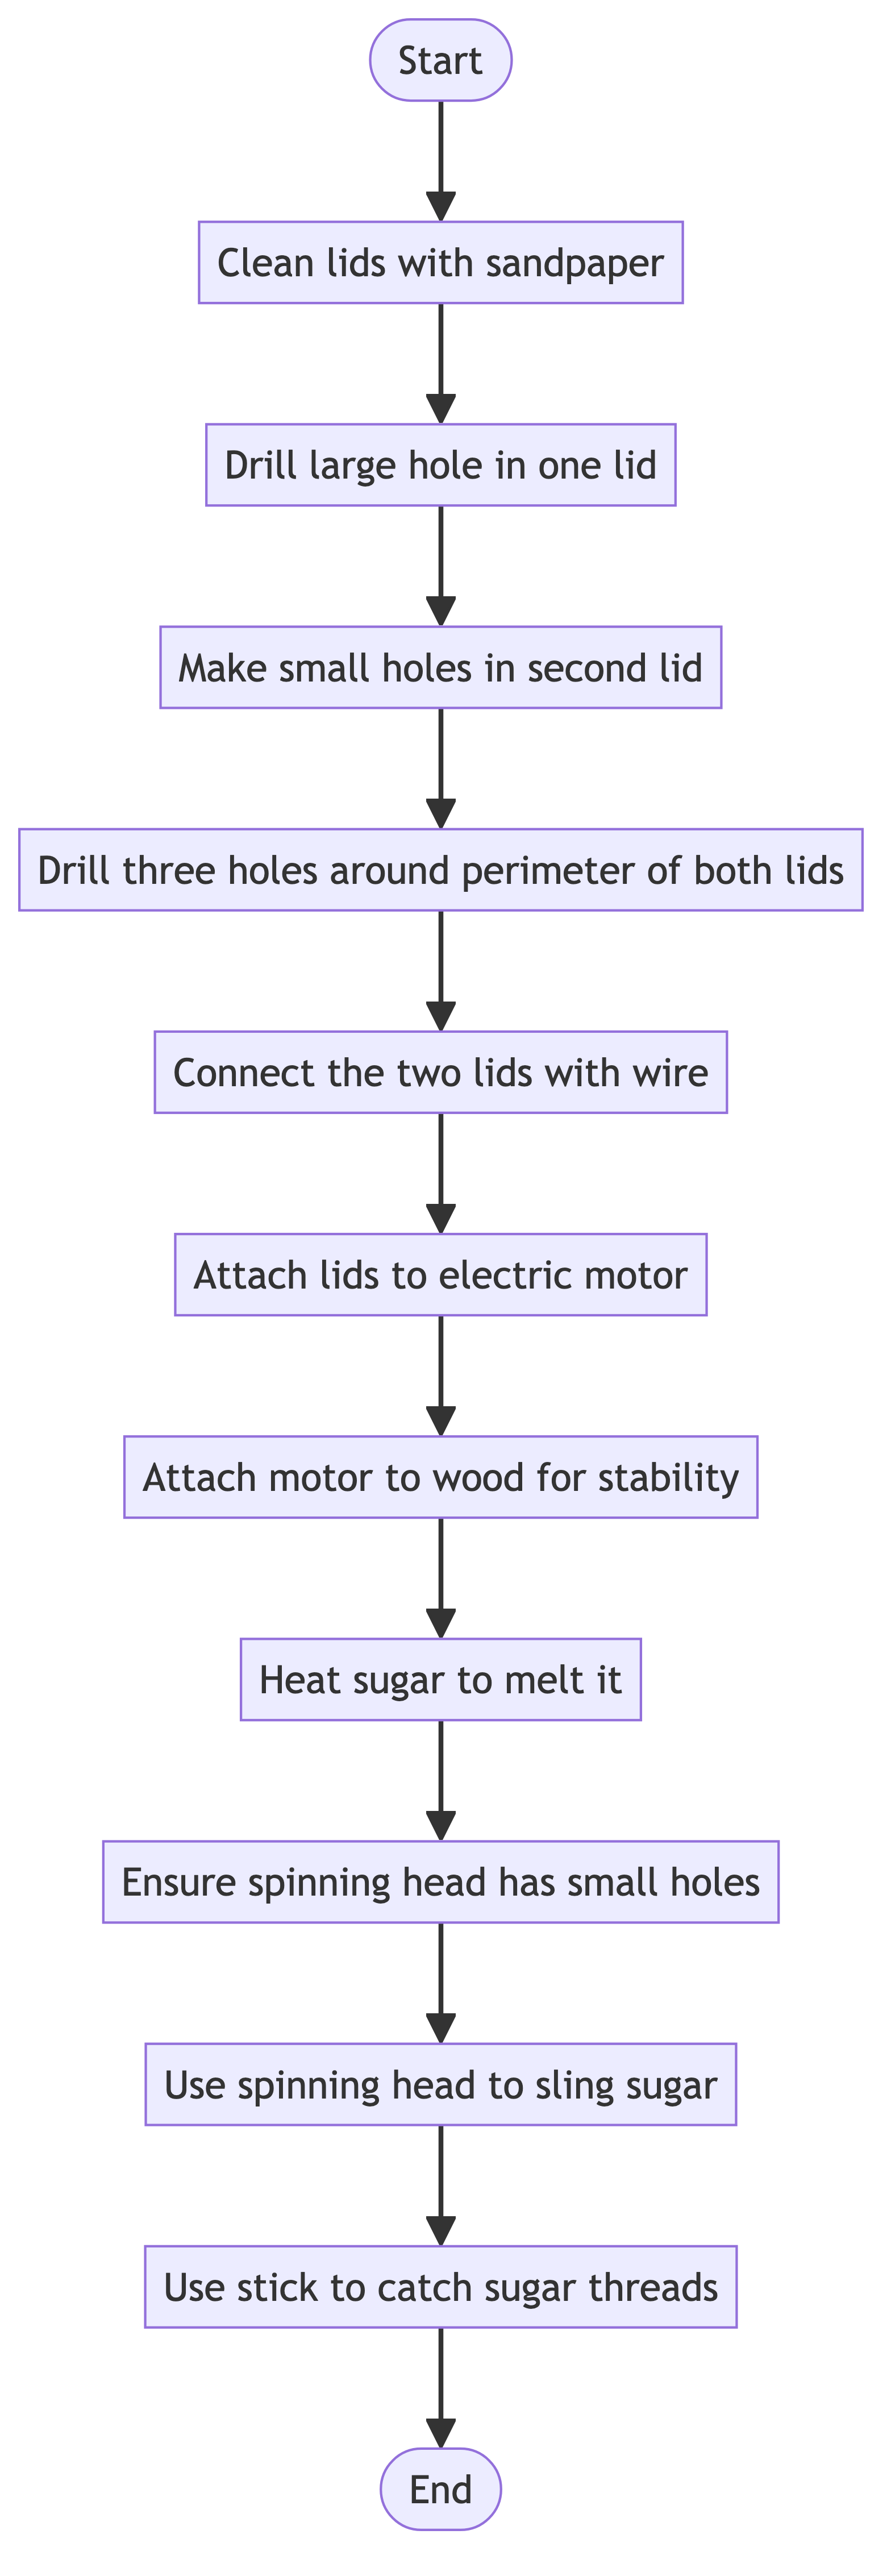 Start
Clean lids with sandpaper
Drill large hole in one lid
Make small holes in second lid
Drill three holes around perimeter of both lids
Connect the two lids with wire
Attach lids to electric motor
Attach motor to wood for stability
Heat sugar to melt it
Ensure spinning head has small holes
Use spinning head to sling sugar
Use stick to catch sugar threads
End